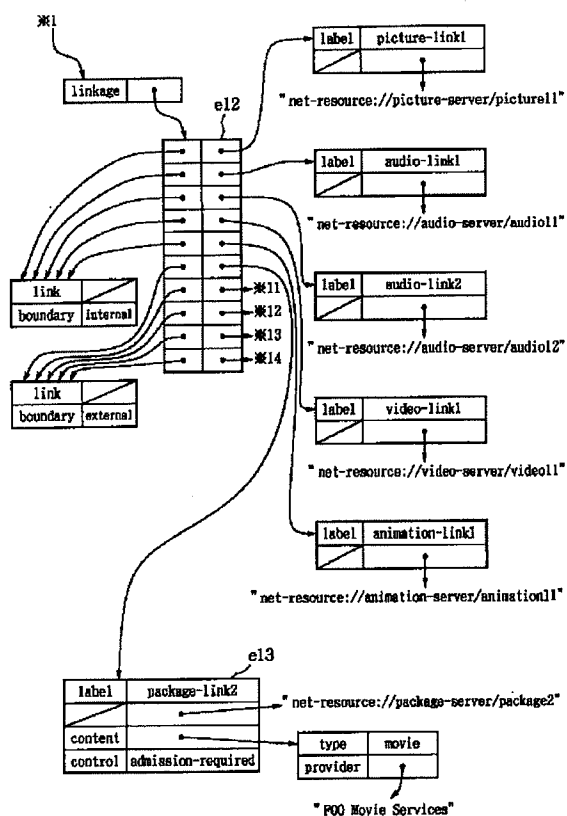 ※1
label picture-link1
linkage
"net-resource://picture-server/picture11"
e12
label audio-link1
"net-resource://audio-server/audio11"
link
boundary internal
label audio-link2
"net-resource://audio-server/audio12"
※11
※12
※13
※14
link
boundary external
label video-link1
"net-resource://video-server/video11"
label animation-link1
"net-resource://animation-server/animation11"
e13
label package-link2
"net-resource://package-server/package2"
content
control admission-required
type movie
provider
"FOO Movie Services"